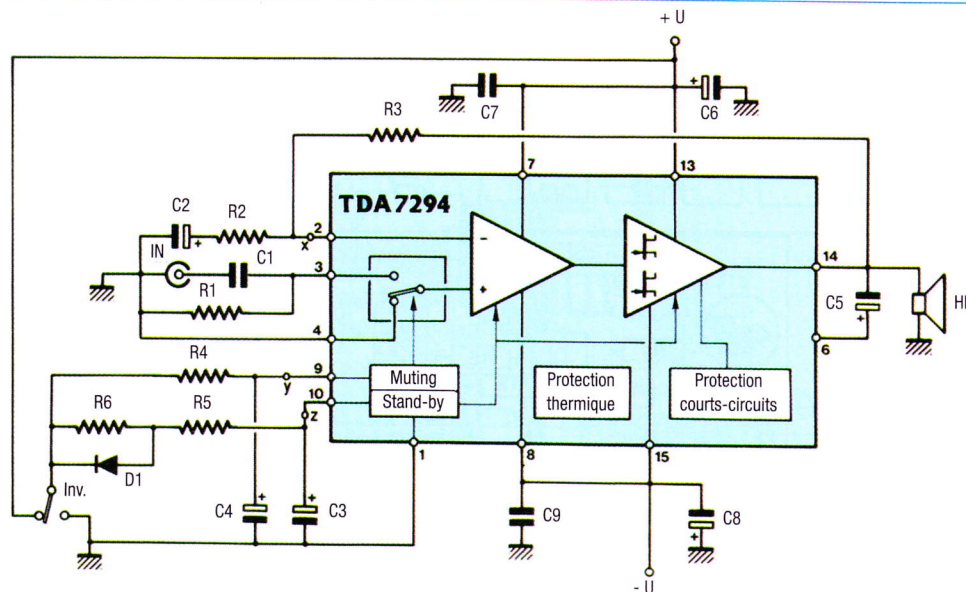 + U
C7
+
C6
R3
7
13
TDA7294
C2
R2
+
2
x
-
IN
C1
3
+
14
R1
C5
HP
+
4
6
R4
9
y
Muting
Stand-by
Protection
thermique
Protection
courts-circuits
R6
R5
10
z
1
8
15
D1
Inv.
+
C4
+
C3
C9
C8
+
- U